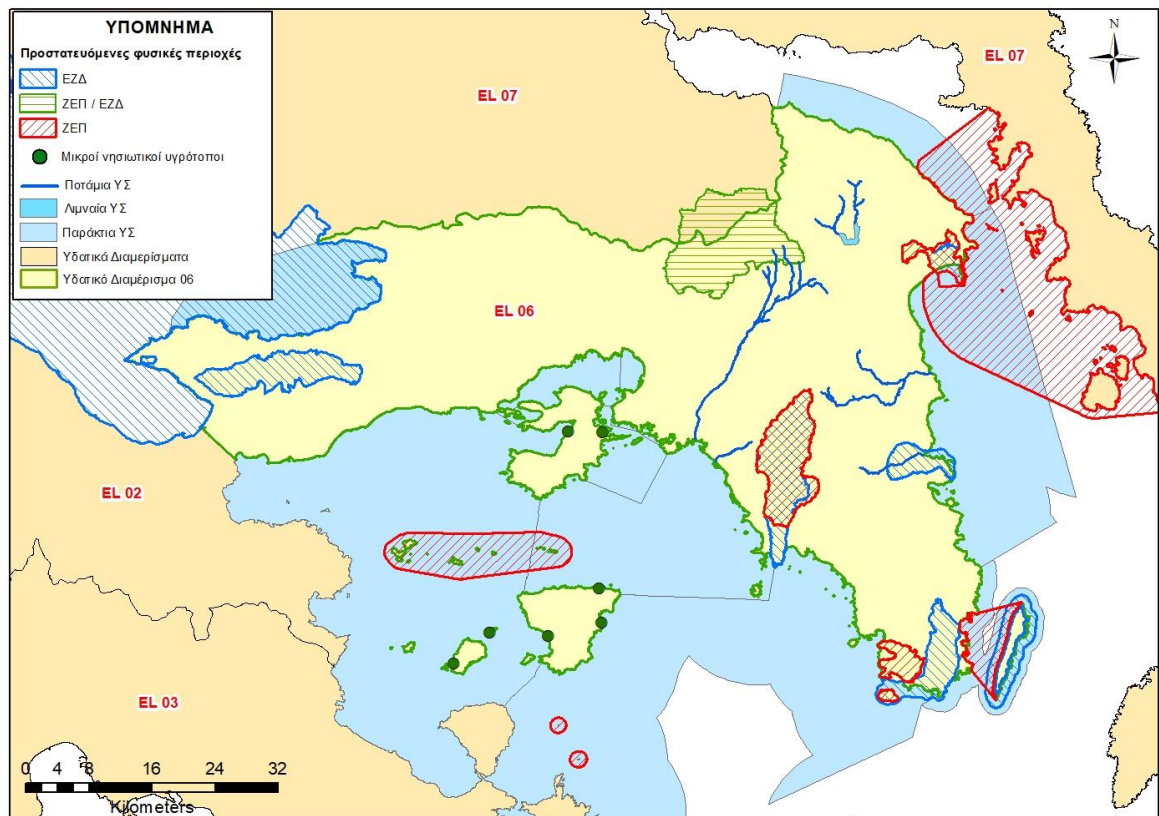 ΥΠΟΜΝΗΜΑ
Προστατευόμενες φυσικές περιοχές
ΕΖΔ
ΖΕΠ / ΕΖΔ
ΖΕΠ
Μικροί νησιωτικοί υγρότοποι
Ποτάμια ΥΣ
Λιμναία ΥΣ
Παράκτια ΥΣ
Υδατικά Διαμερίσματα
Υδατικό Διαμέρισμα 06
N
EL 07
EL 07
EL 06
EL 02
EL 03
0 4 8 16 24 32
Kilometers